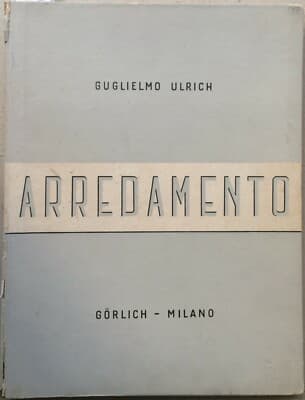 GUGLIELMO ULRICH
ARREDAMENTO
GÖRLICH - MILANO